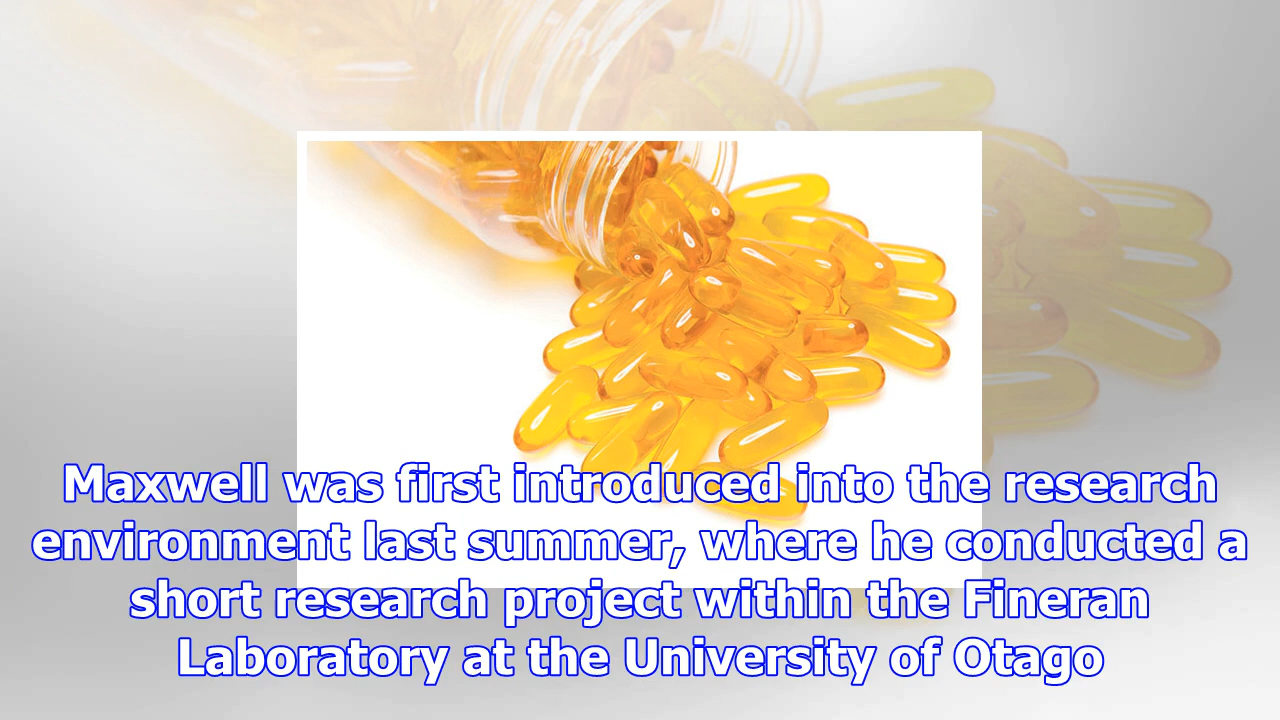 Maxwell was first introduced into the research
environment last summer, where he conducted a
short research project within the Fineran
Laboratory at the University of Otago